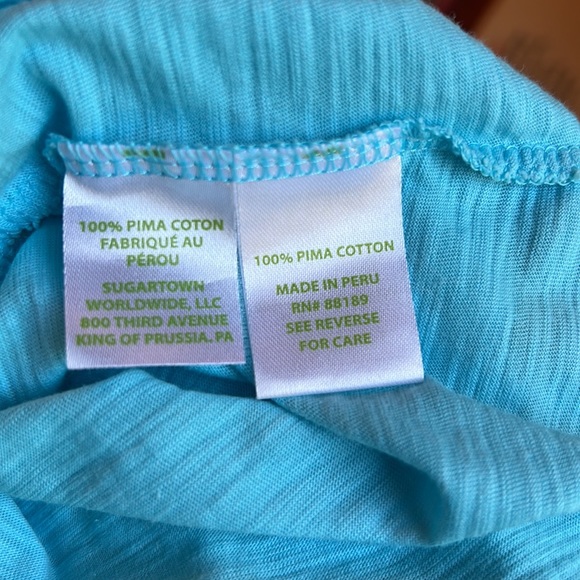 100% PIMA COTON
FABRIQUÉ AU
PÉROU
SUGARTOWN
WORLDWIDE, LLC
800 THIRD AVENUE
KING OF PRUSSIA, PA
100% PIMA COTTON
MADE IN PERU
RN# 88189
SEE REVERSE
FOR CARE